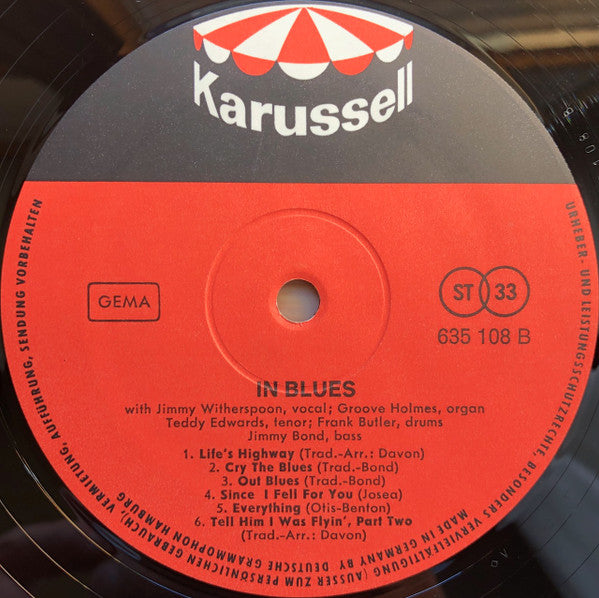 Karussell
GEMA
ST 33
635 108 B
IN BLUES
with Jimmy Witherspoon, vocal; Groove Holmes, organ
Teddy Edwards, tenor; Frank Butler, drums
Jimmy Bond, bass
1. Life's Highway (Trad.-Arr.: Davon)
2. Cry The Blues (Trad.-Bond)
3. Out Blues (Trad.-Bond)
4. Since I Fell For You (Josea)
5. Everything (Otis-Benton)
6. Tell Him I Was Flyin', Part Two
(Trad.-Arr.: Davon)
URHEBER- UND LEISTUNGSSCHUTZRECHTE, BESONDERS VERVIELFÄLTIGUNG (AUSSER ZUM PERSÖNLICHEN GEBRAUCH), VERMIETUNG, AUFFÜHRUNG, SENDUNG VORBEHALTEN
MADE IN GERMANY BY DEUTSCHE GRAMMOPHON HAMBURG